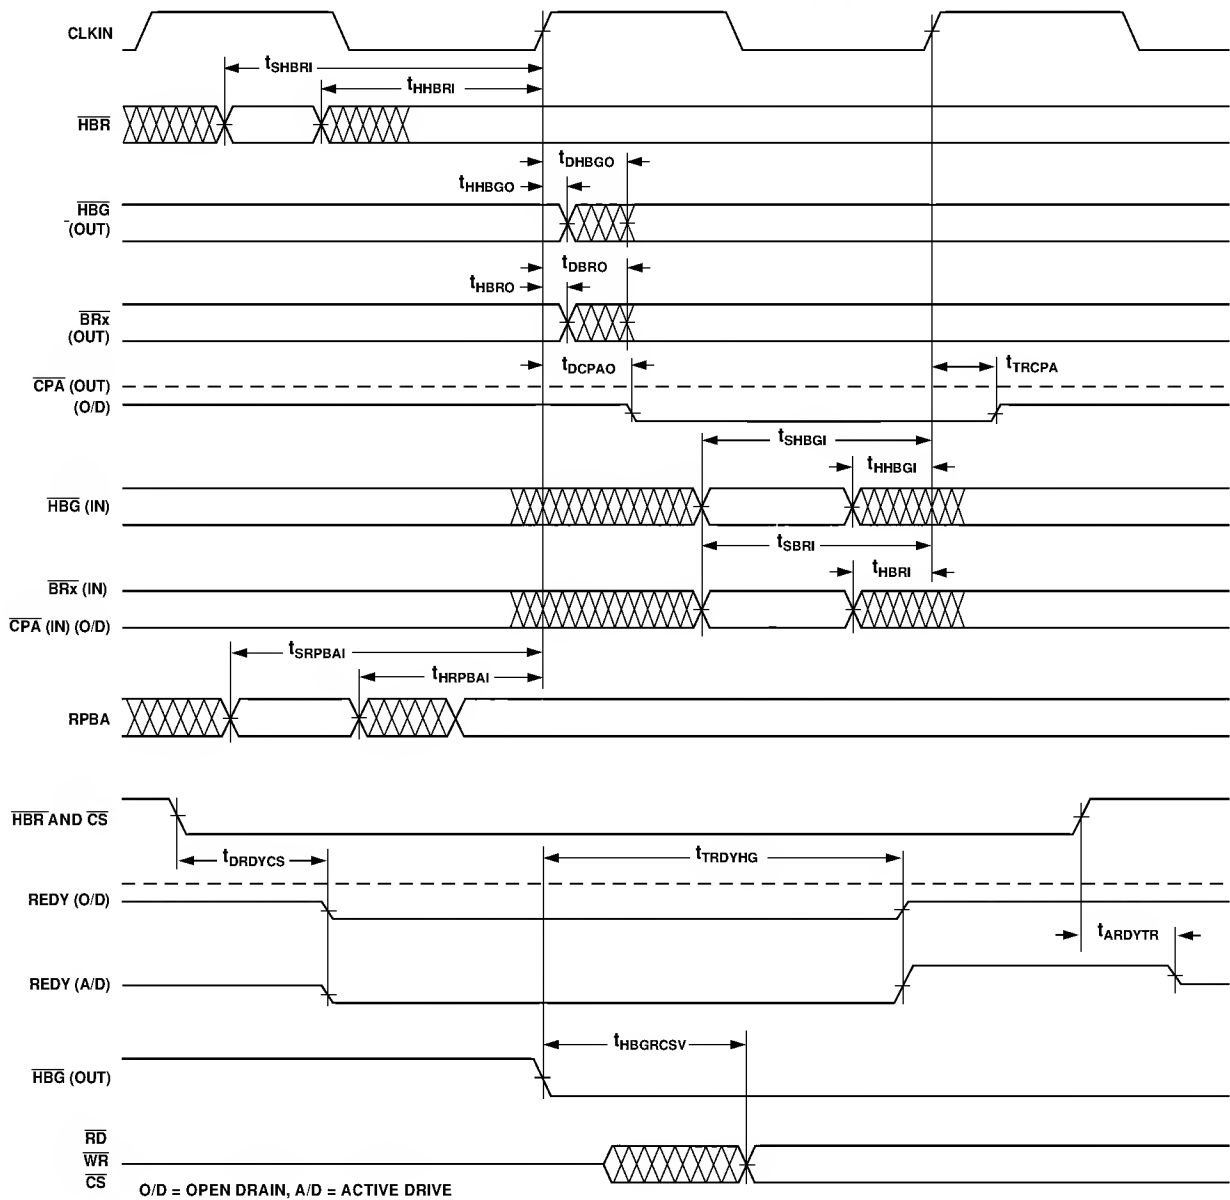 CLKIN
tSHBRI
tHHBRI
HBR
tDHBGO
tHHBGO
HBG
(OUT)
tDBRO
tHBRO
BRx
(OUT)
tDCPAO
tTRCPA
CPA (OUT)
(O/D)
tSHBGI
tHHBGI
HBG (IN)
tSBRI
tHBRI
BRx (IN)
CPA (IN) (O/D)
tSRPBAI
tHRPBAI
RPBA
HBR AND CS
tDRDYCS
tTRDYHG
REDY (O/D)
tARDYTR
REDY (A/D)
tHBGRCSV
HBG (OUT)
RD
WR
CS
O/D = OPEN DRAIN, A/D = ACTIVE DRIVE